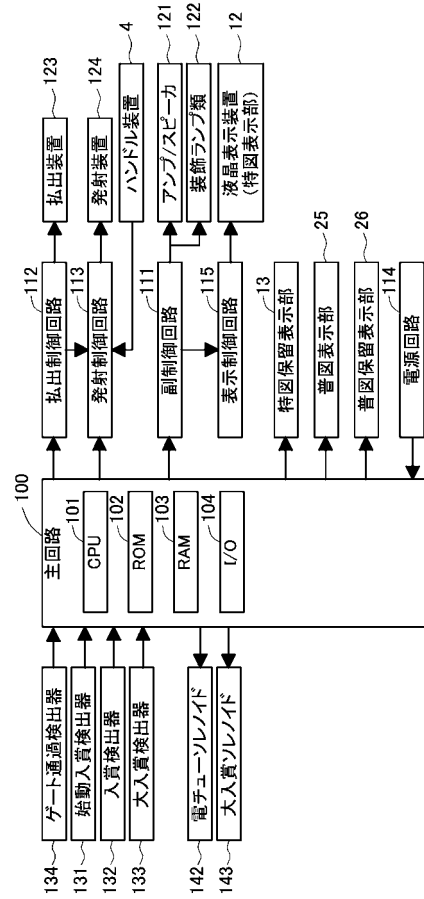 100
主回路
101
CPU
102
ROM
103
RAM
104
I/O
134
ゲート通過検出器
131
始動入賞検出器
132
入賞検出器
133
大入賞検出器
142
電チューソレノイド
143
大入賞ソレノイド
112
払出制御回路
123
払出装置
113
発射制御回路
124
発射装置
4
ハンドル装置
111
副制御回路
121
アンプ/スピーカ
122
装飾ランプ類
115
表示制御回路
12
液晶表示装置
(特図表示部)
13
特図保留表示部
25
普図表示部
26
普図保留表示部
114
電源回路